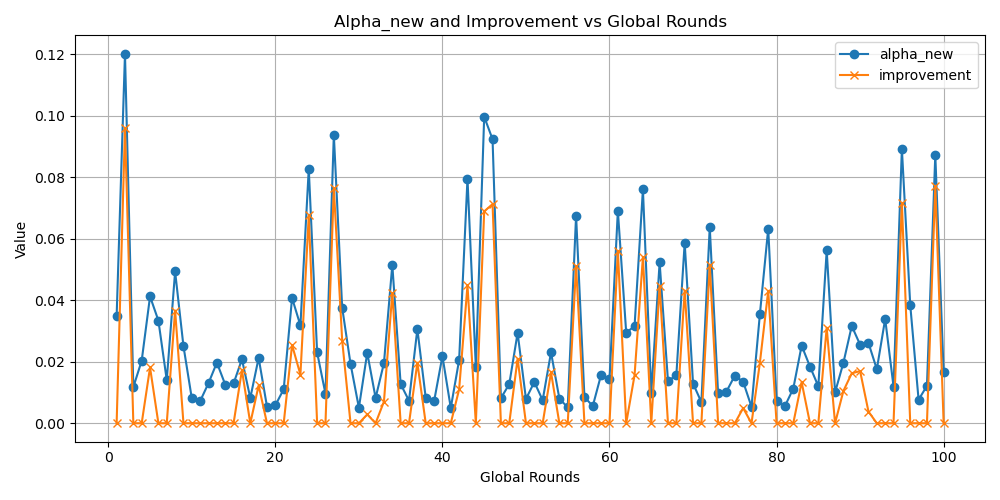 Alpha_new and Improvement vs Global Rounds
alpha_new
improvement
Value
0.12
0.10
0.08
0.06
0.04
0.02
0.00
0
20
40
60
80
100
Global Rounds